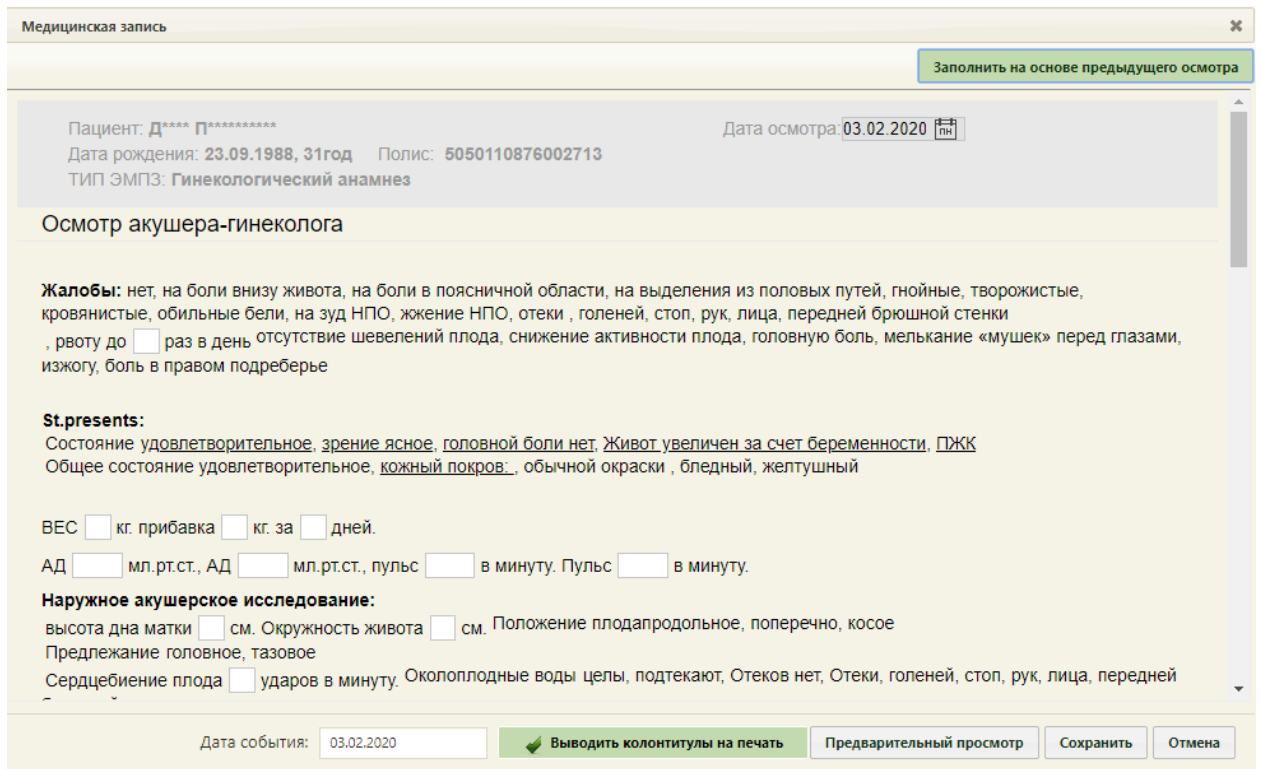 Медицинская запись
Заполнить на основе предыдущего осмотра
Пациент: Д**** П********** Дата осмотра: 03.02.2020 ПН
Дата рождения: 23.09.1988, 31год Полис: 5050110876002713
ТИП ЭМПЗ: Гинекологический анамнез
Осмотр акушера-гинеколога
Жалобы: нет, на боли внизу живота, на боли в поясничной области, на выделения из половых путей, гнойные, творожистые,
кровянистые, обильные бели, на зуд НПО, жжение НПО, отеки , голеней, стоп, рук, лица, передней брюшной стенки
, рвоту до раз в день отсутствие шевелений плода, снижение активности плода, головную боль, мелькание «мушек» перед глазами,
изжогу, боль в правом подреберье
St.presents:
Состояние удовлетворительное, зрение ясное, головной боли нет, Живот увеличен за счет беременности, ПЖК
Общее состояние удовлетворительное, кожный покров: , обычной окраски , бледный, желтушный
ВЕС кг. прибавка кг. за дней.
АД мл.рт.ст., АД мл.рт.ст., пульс в минуту. Пульс в минуту.
Наружное акушерское исследование:
высота дна матки см. Окружность живота см. Положение плодапродольное, поперечно, косое
Предлежание головное, тазовое
Сердцебиение плода ударов в минуту. Околоплодные воды целы, подтекают, Отеков нет, Отеки, голеней, стоп, рук, лица, передней
Дата события: 03.02.2020 Выводить колонтитулы на печать Предварительный просмотр Сохранить Отмена